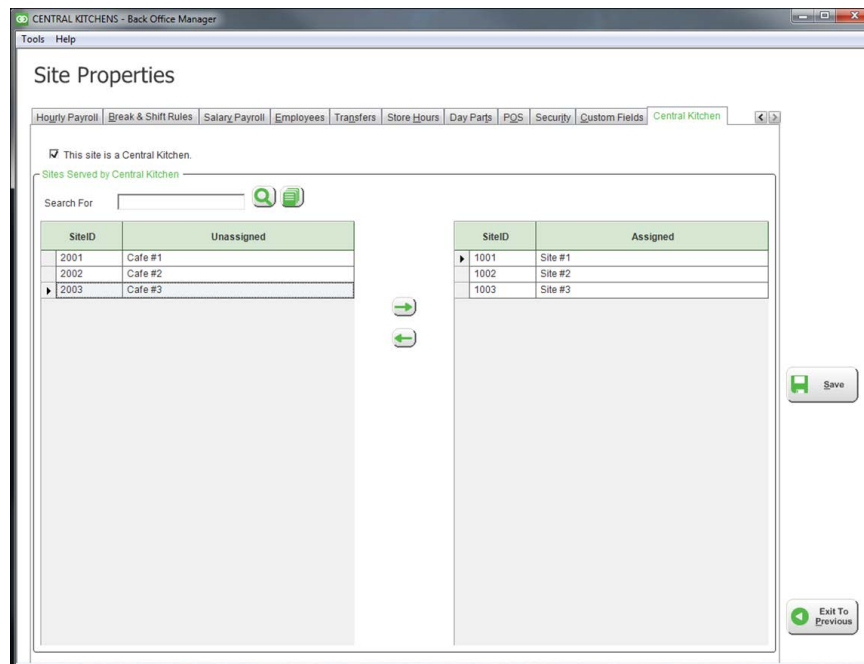 CENTRAL KITCHENS - Back Office Manager
Tools Help
Site Properties
Hourly Payroll Break & Shift Rules Salary Payroll Employees Transfers Store Hours Day Parts POS Security Custom Fields Central Kitchen
This site is a Central Kitchen.
Sites Served by Central Kitchen
Search For
SiteID Unassigned SiteID Assigned
2001 Cafe #1 1001 Site #1
2002 Cafe #2 1002 Site #2
2003 Cafe #3 1003 Site #3
Save
Exit To
Previous